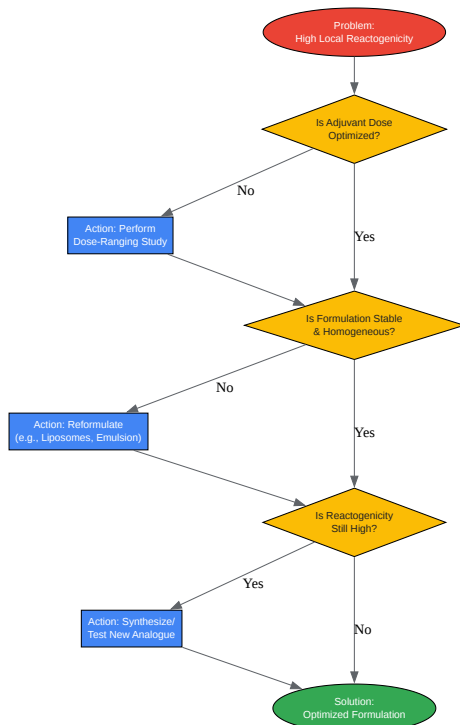 Problem:
High Local Reactogenicity
Is Adjuvant Dose
Optimized?
No
Yes
Action: Perform
Dose-Ranging Study
Is Formulation Stable
& Homogeneous?
No
Yes
Action: Reformulate
(e.g., Liposomes, Emulsion)
Is Reactogenicity
Still High?
Yes
No
Action: Synthesize/
Test New Analogue
Solution:
Optimized Formulation